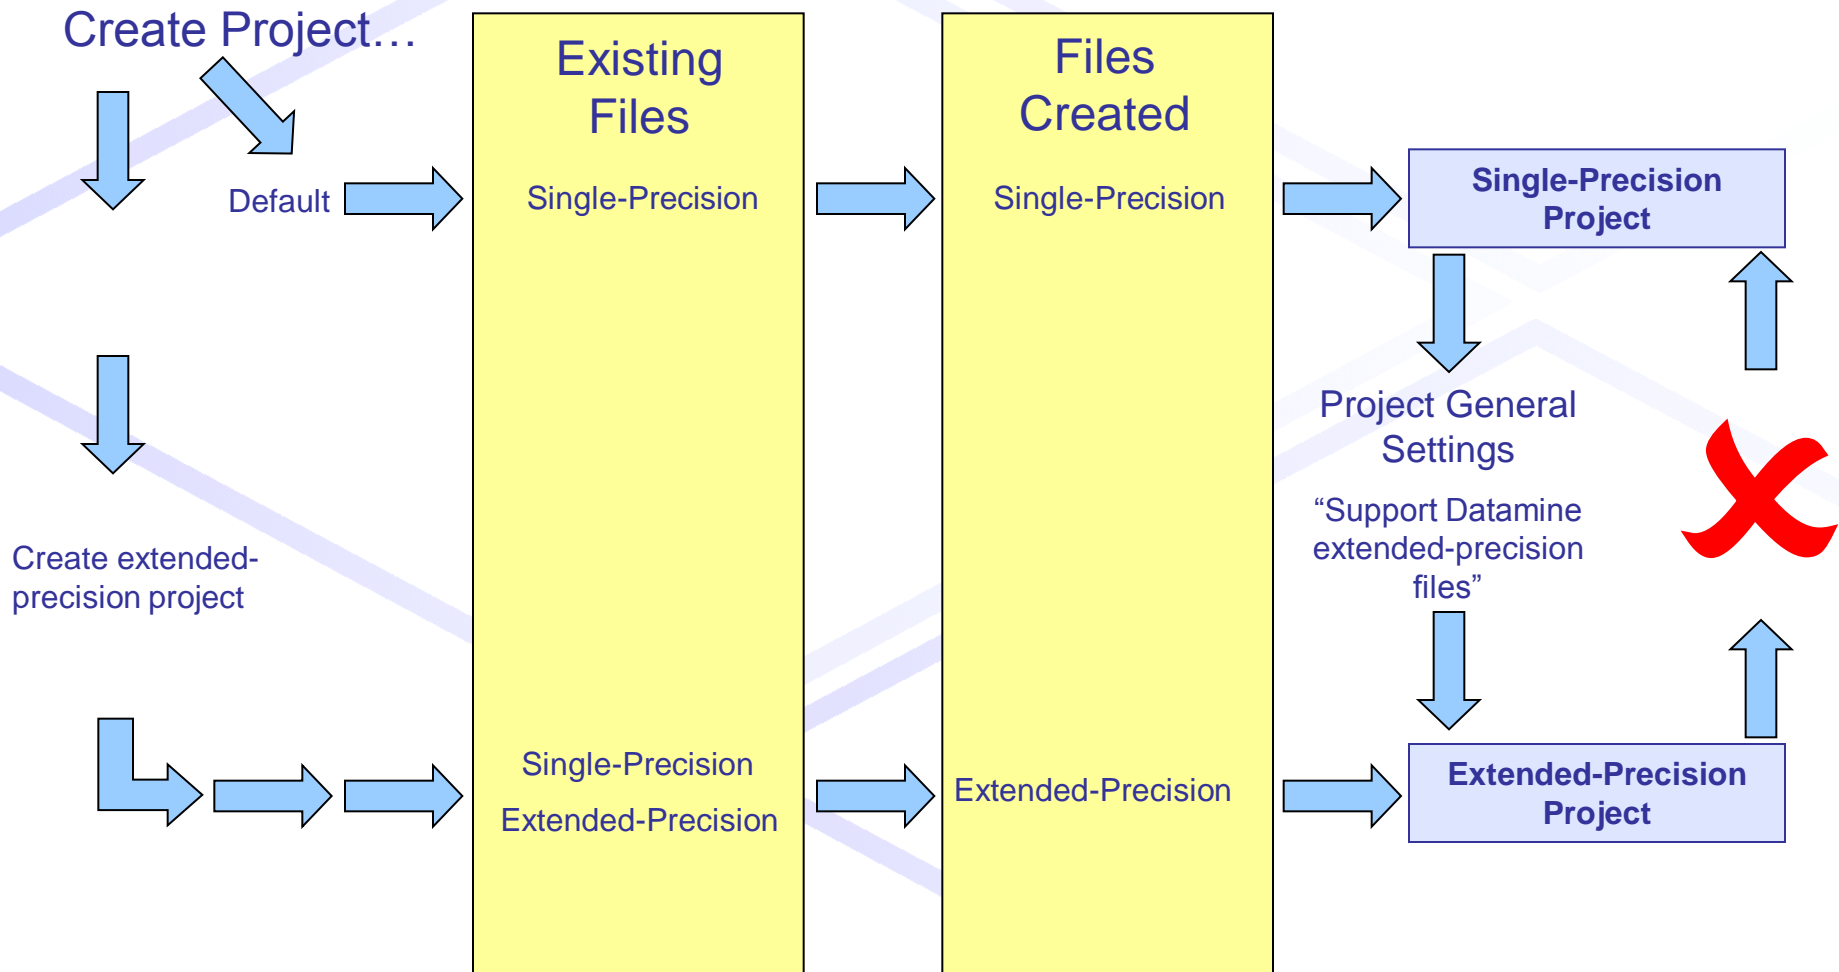 Create Project…
Default
Create extended-
precision project
Existing
Files
Single-Precision
Single-Precision
Extended-Precision
Files
Created
Single-Precision
Extended-Precision
Single-Precision
Project
Project General
Settings
“Support Datamine
extended-precision
files”
Extended-Precision
Project